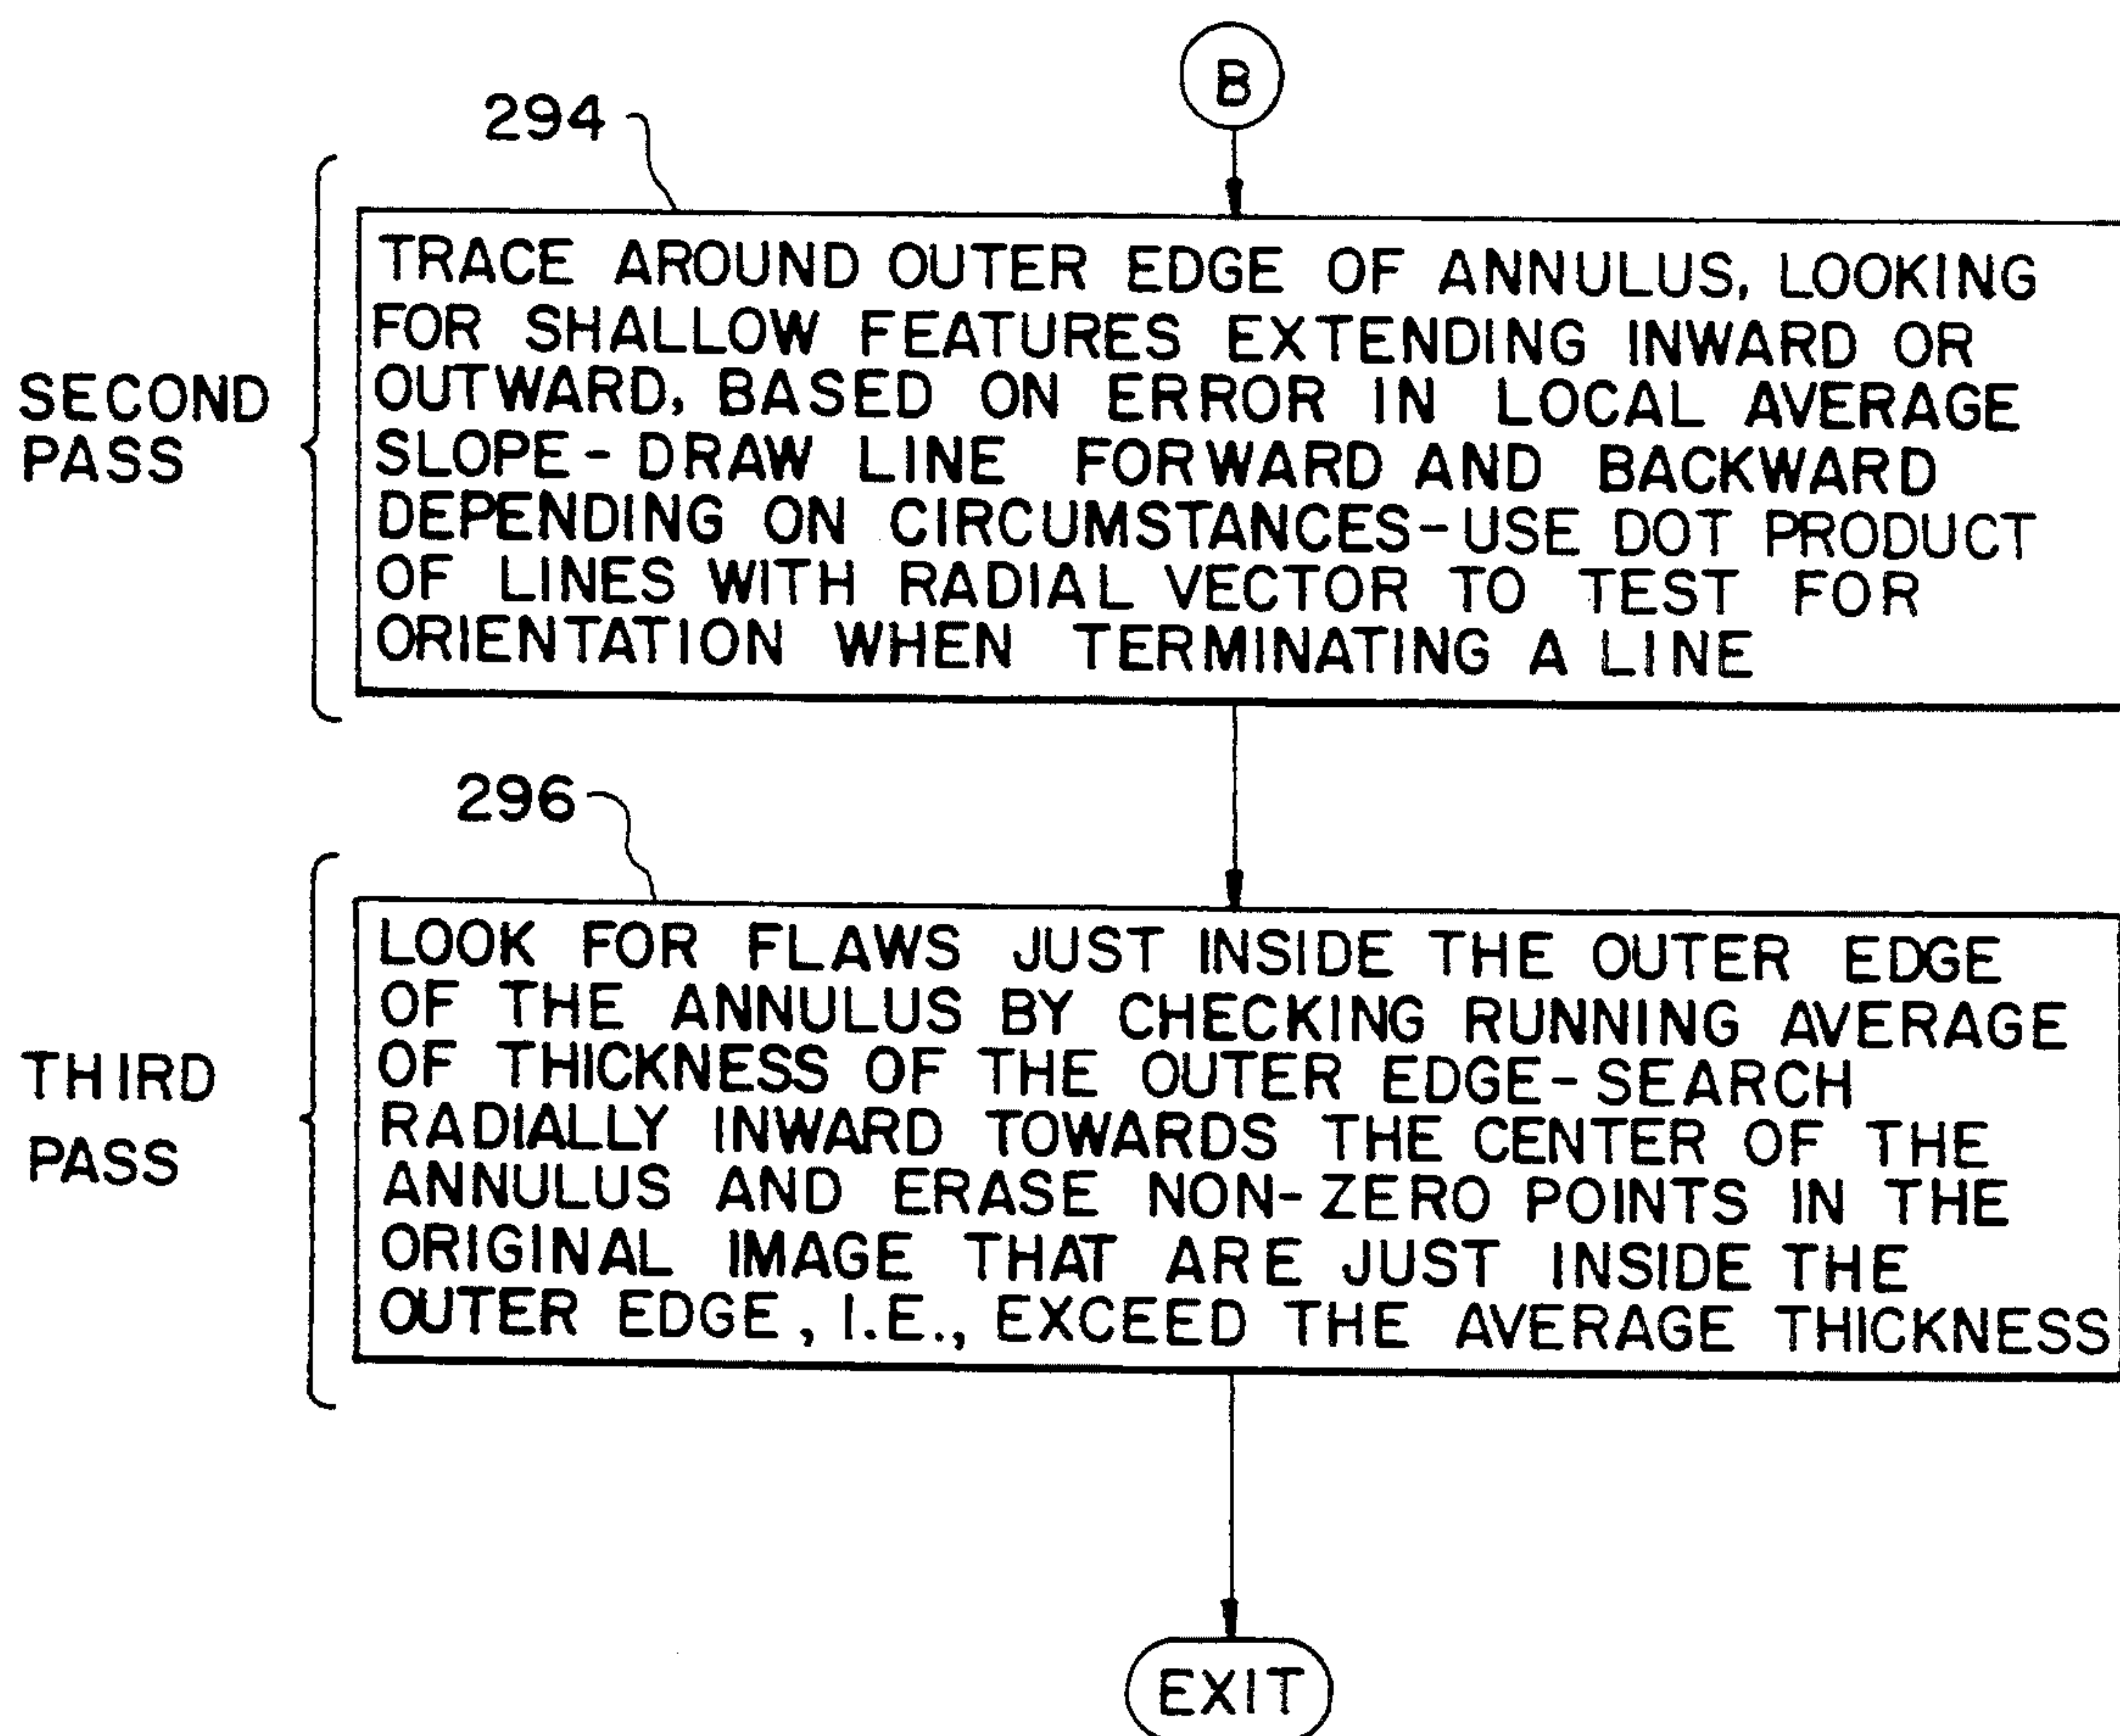 B
294
SECOND
PASS
TRACE AROUND OUTER EDGE OF ANNULUS, LOOKING
FOR SHALLOW FEATURES EXTENDING INWARD OR
OUTWARD, BASED ON ERROR IN LOCAL AVERAGE
SLOPE- DRAW LINE FORWARD AND BACKWARD
DEPENDING ON CIRCUMSTANCES-USE DOT PRODUCT
OF LINES WITH RADIAL VECTOR TO TEST FOR
ORIENTATION WHEN TERMINATING A LINE
296
THIRD
PASS
LOOK FOR FLAWS JUST INSIDE THE OUTER EDGE
OF THE ANNULUS BY CHECKING RUNNING AVERAGE
OF THICKNESS OF THE OUTER EDGE-SEARCH
RADIALLY INWARD TOWARDS THE CENTER OF THE
ANNULUS AND ERASE NON-ZERO POINTS IN THE
ORIGINAL IMAGE THAT ARE JUST INSIDE THE
OUTER EDGE, I.E., EXCEED THE AVERAGE THICKNESS
EXIT